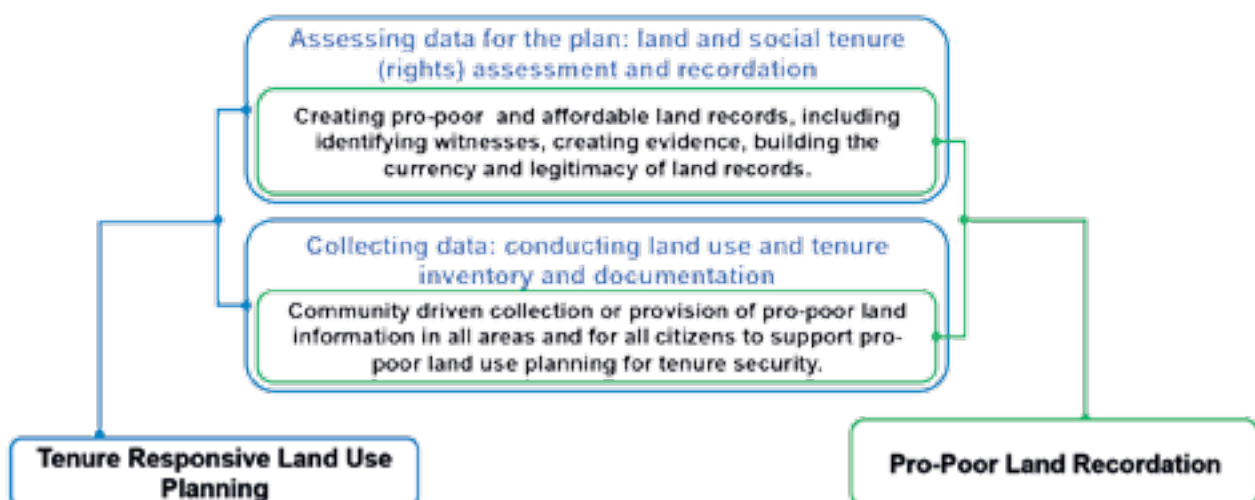 Assessing data for the plan: land and social tenure
(rights) assessment and recordation
Creating pro-poor and affordable land records, including
identifying witnesses, creating evidence, building the
currency and legitimacy of land records.
Collecting data: conducting land use and tenure
inventory and documentation
Community driven collection or provision of pro-poor land
information in all areas and for all citizens to support pro-
poor land use planning for tenure security.
Tenure Responsive Land Use
Planning
Pro-Poor Land Recordation